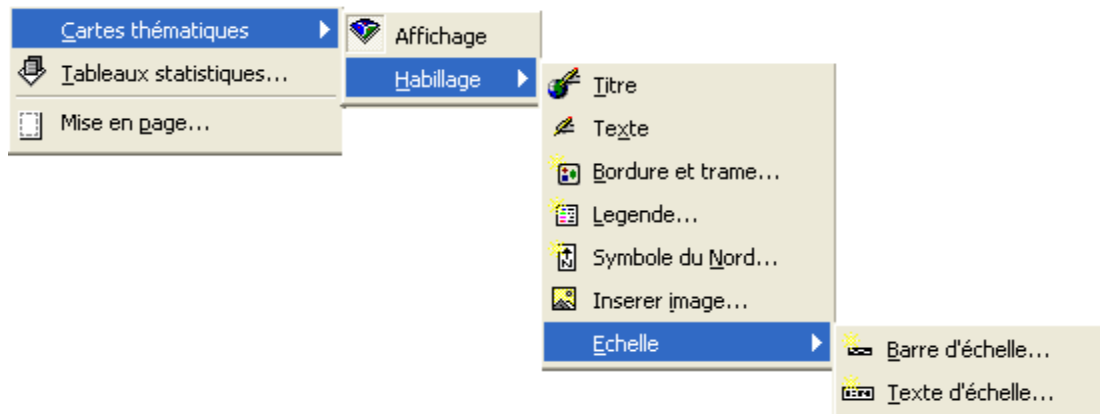 Cartes thématiques
Tableaux statistiques...
Mise en page...
Affichage
Habillage
Titre
Texte
Bordure et trame...
Legende...
Symbole du Nord...
Inserer image...
Echelle
Barre d'échelle...
Texte d'échelle...